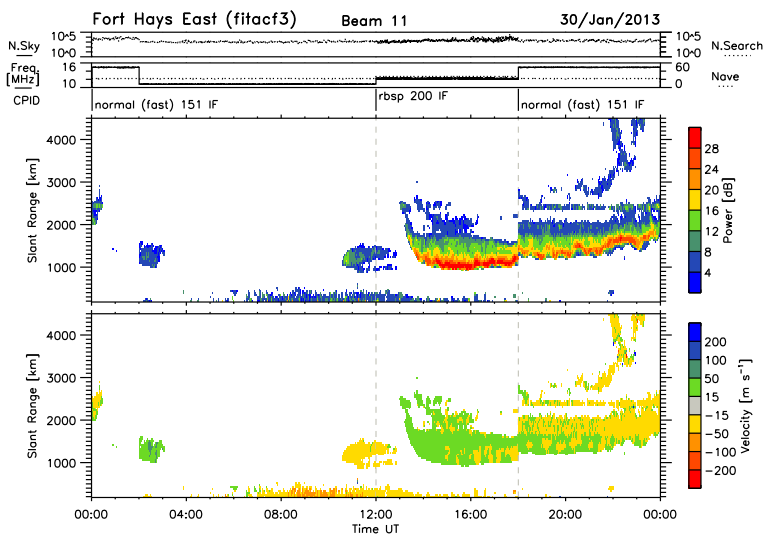 Fort Hays East (fitacf3) Beam 11 30/Jan/2013
N.Sky 10^5 10^0 10^5 10^0 N.Search
Freq. [MHz] 16 10 60 0 Nave
CPID normal (fast) 151 IF rbsp 200 IF normal (fast) 151 IF
Slant Range [km] 4000 3000 2000 1000
Power [dB] 28 24 20 16 12 8 4
Slant Range [km] 4000 3000 2000 1000
Velocity [m s⁻¹] 200 100 50 15 −15 −50 −100 −200
00:00 04:00 08:00 12:00 16:00 20:00 00:00
Time UT